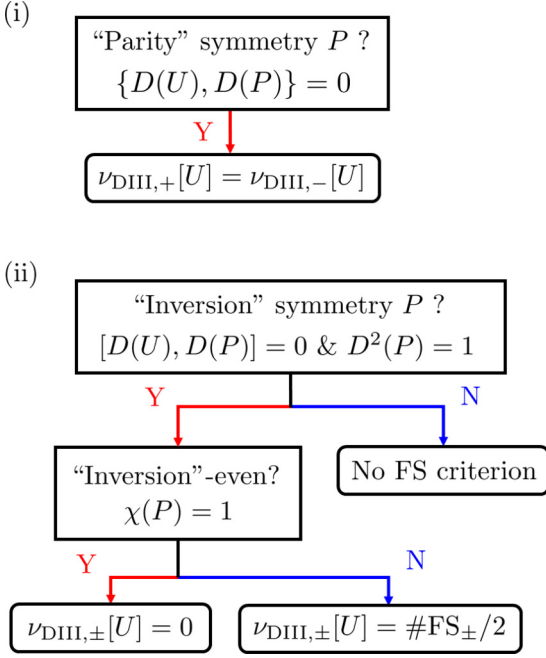 (i)
“Parity” symmetry P ?
{D(U), D(P)} = 0
Y
ν_DIII,+[U] = ν_DIII,−[U]
(ii)
“Inversion” symmetry P ?
[D(U), D(P)] = 0 & D²(P) = 1
Y
N
“Inversion”-even?
χ(P) = 1
No FS criterion
Y
N
ν_DIII,±[U] = 0
ν_DIII,±[U] = #FS_±/2